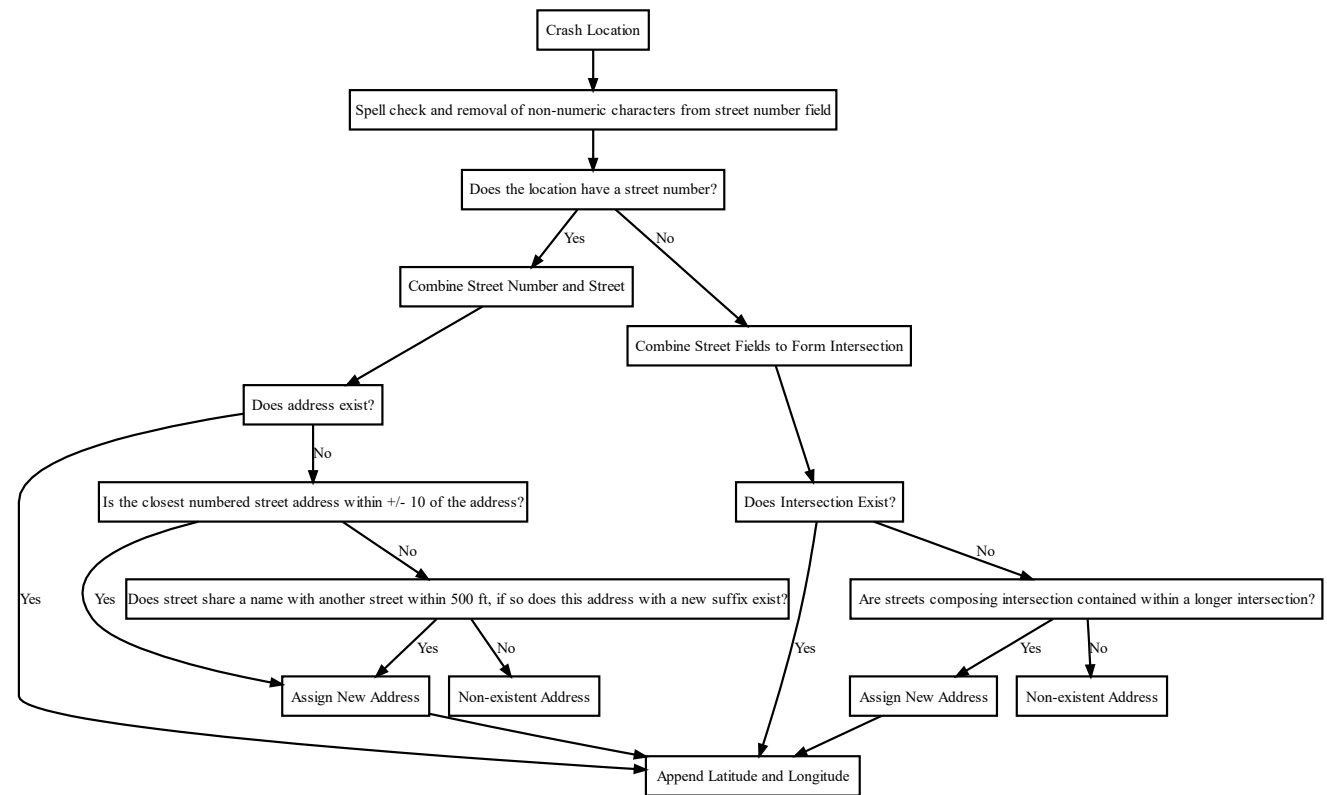 Crash Location
Spell check and removal of non-numeric characters from street number field
Does the location have a street number?
Yes
No
Combine Street Number and Street
Combine Street Fields to Form Intersection
Does address exist?
No
Is the closest numbered street address within +/- 10 of the address?
Does Intersection Exist?
No
No
Yes
Yes
Does street share a name with another street within 500 ft, if so does this address with a new suffix exist?
Are streets composing intersection contained within a longer intersection?
Yes
No
Yes
Yes
No
Assign New Address
Non-existent Address
Assign New Address
Non-existent Address
Append Latitude and Longitude